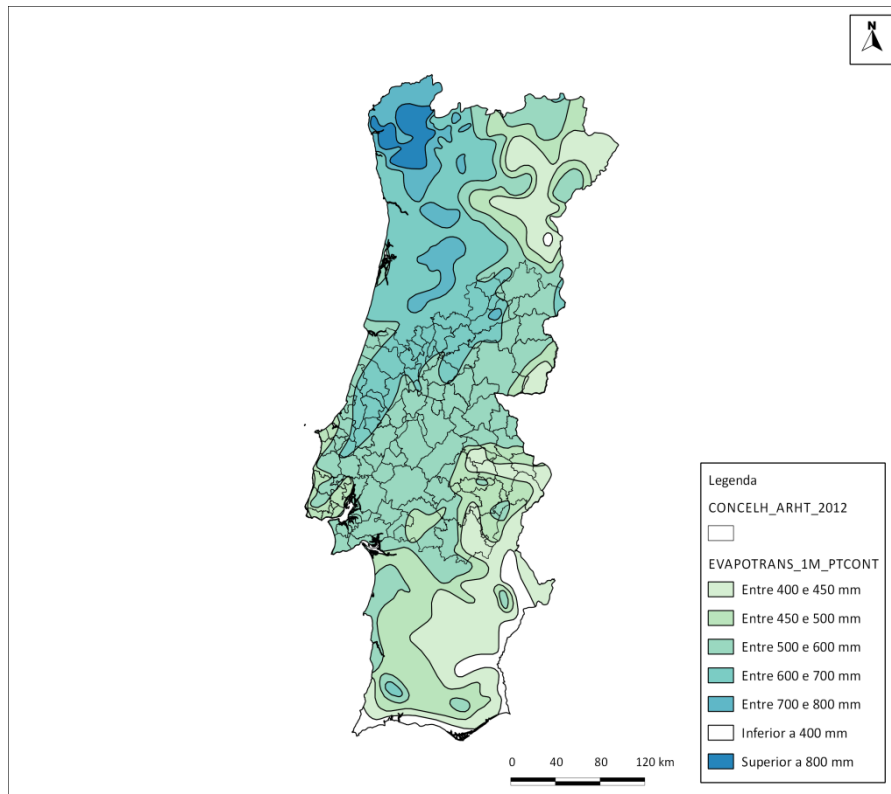 N
Legenda
CONCELH_ARHT_2012
EVAPOTRANS_1M_PTCONT
Entre 400 e 450 mm
Entre 450 e 500 mm
Entre 500 e 600 mm
Entre 600 e 700 mm
Entre 700 e 800 mm
Inferior a 400 mm
Superior a 800 mm
0 40 80 120 km